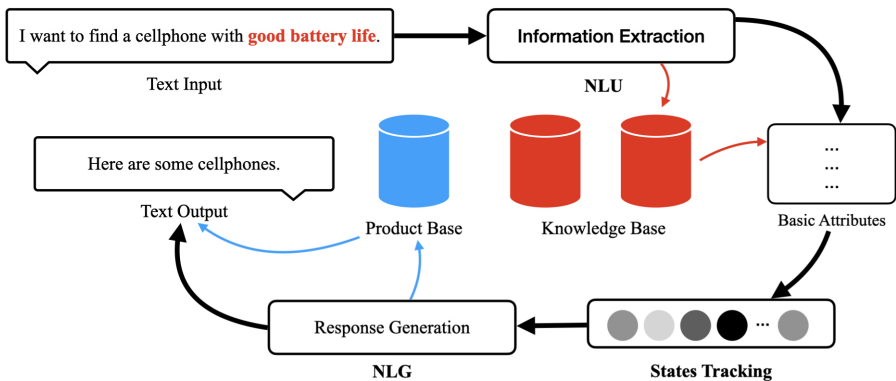 I want to find a cellphone with good battery life.
Information Extraction
Text Input
NLU
Here are some cellphones.
...
...
...
Text Output
Product Base
Knowledge Base
Basic Attributes
Response Generation
...
NLG
States Tracking